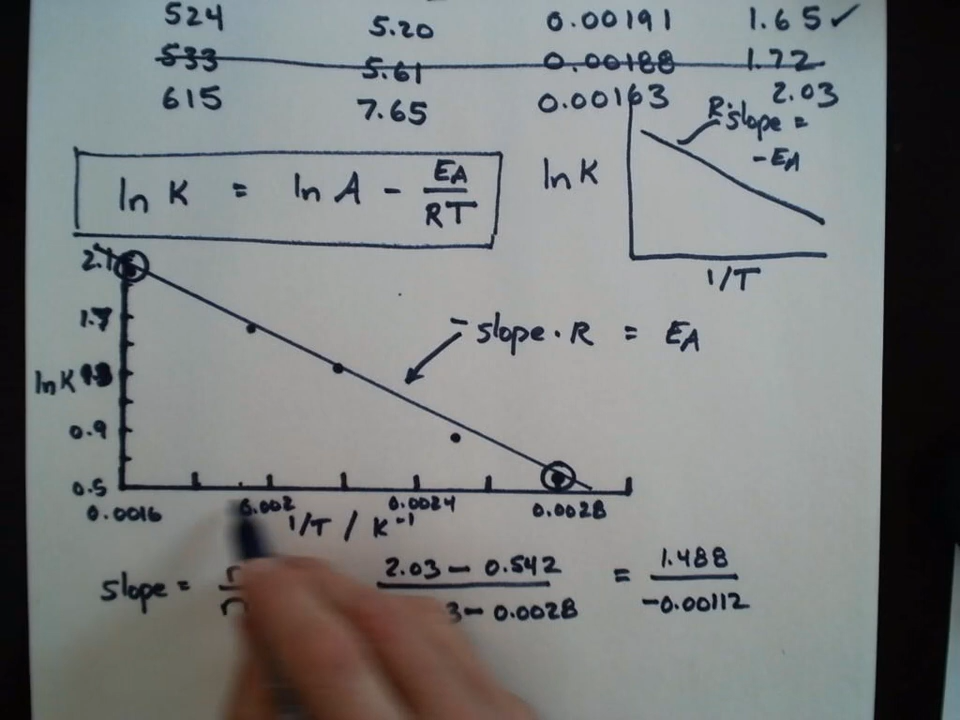 524 5.20 0.00191 1.65 ✓
533 5.61 0.00188 1.72
615 7.65 0.00163 2.03
ln K = ln A - EA/RT
ln K
R·slope = -EA
1/T
2.1
1.7
ln K 1.3
0.9
0.5
-slope·R = EA
0.0016 0.002 0.0024 0.0028
1/T / K⁻¹
slope = 2.03 - 0.542 = 1.488
3 - 0.0028 -0.00112